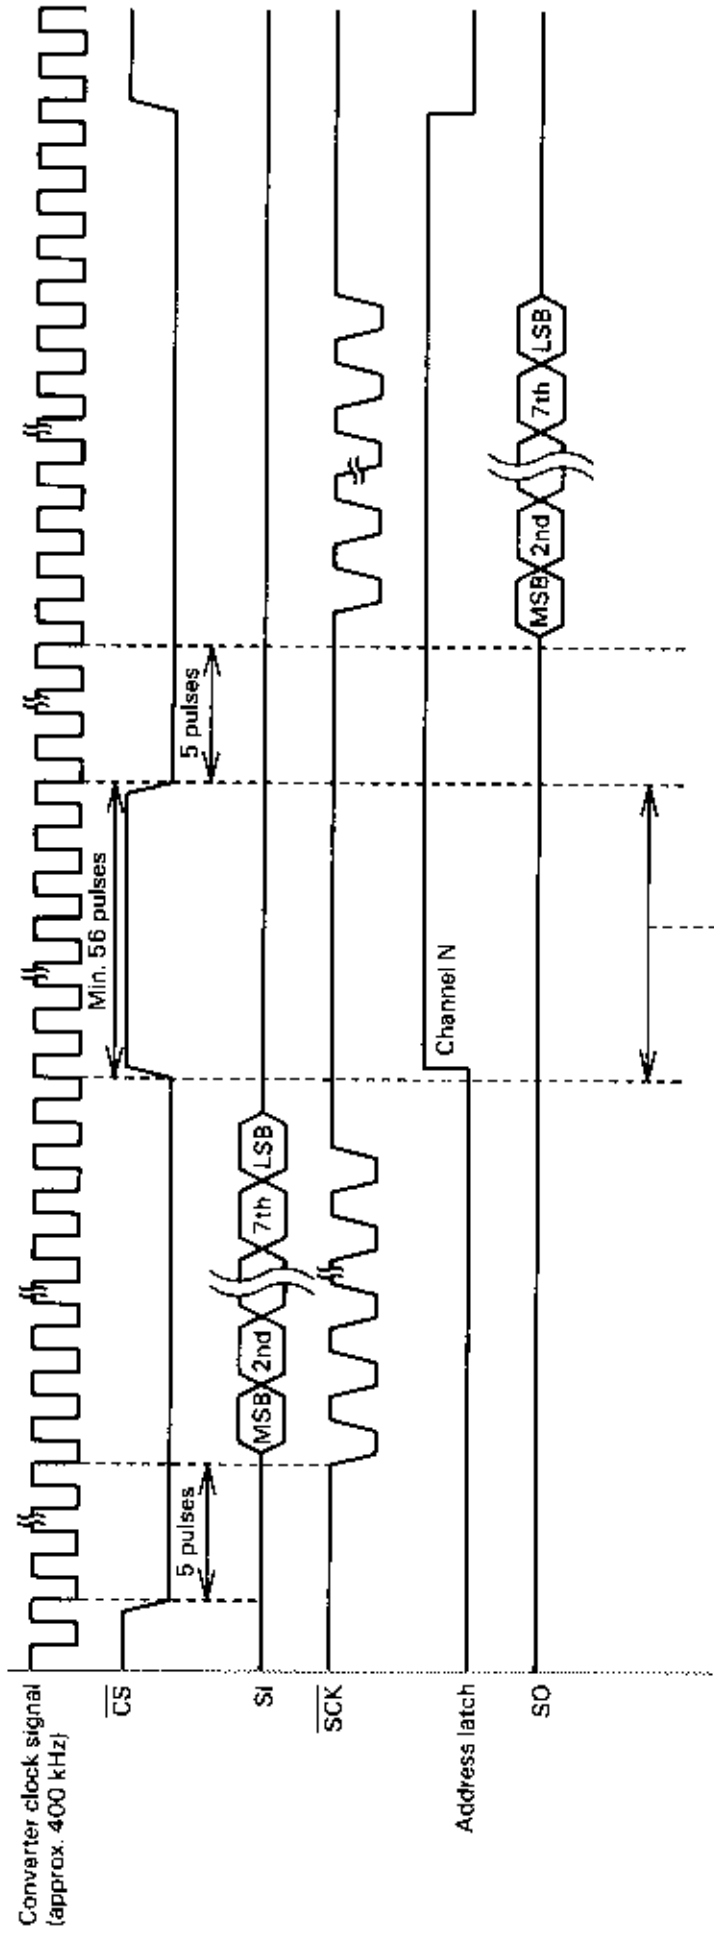 Converter clock signal
(approx. 400 kHz)
CS
5 pulses
Min. 56 pulses
5 pulses
SI
MSB 2nd 7th LSB
SCK
Address latch
Channel N
SO
MSB 2nd 7th LSB